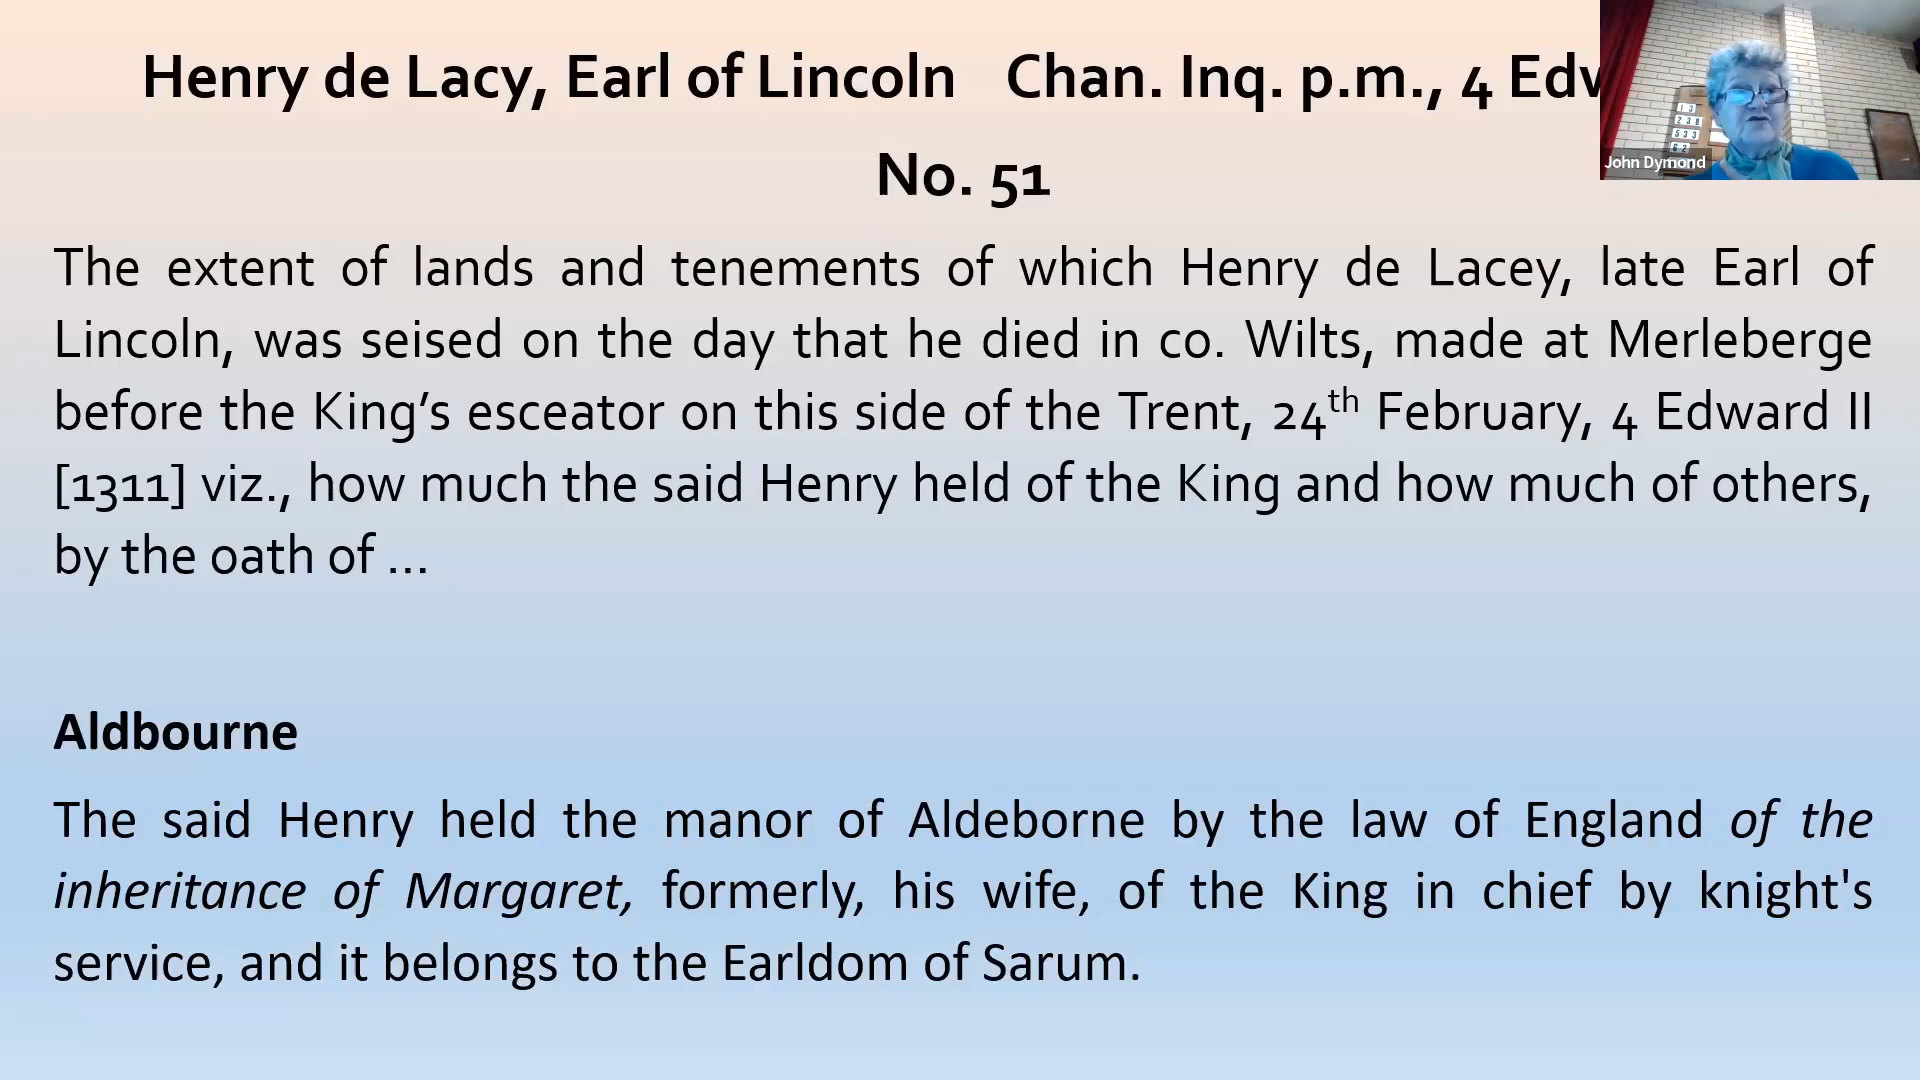 Henry de Lacy, Earl of Lincoln Chan. Inq. p.m., 4
No. 51
The extent of lands and tenements of which Henry de Lacey, late Earl of
Lincoln, was seised on the day that he died in co. Wilts, made at Merleberge
before the King’s esceator on this side of the Trent, 24th February, 4 Edward II
[1311] viz., how much the said Henry held of the King and how much of others,
by the oath of ...
Aldbourne
The said Henry held the manor of Aldeborne by the law of England of the
inheritance of Margaret, formerly, his wife, of the King in chief by knight's
service, and it belongs to the Earldom of Sarum.
John Dymond
13
238
533
62